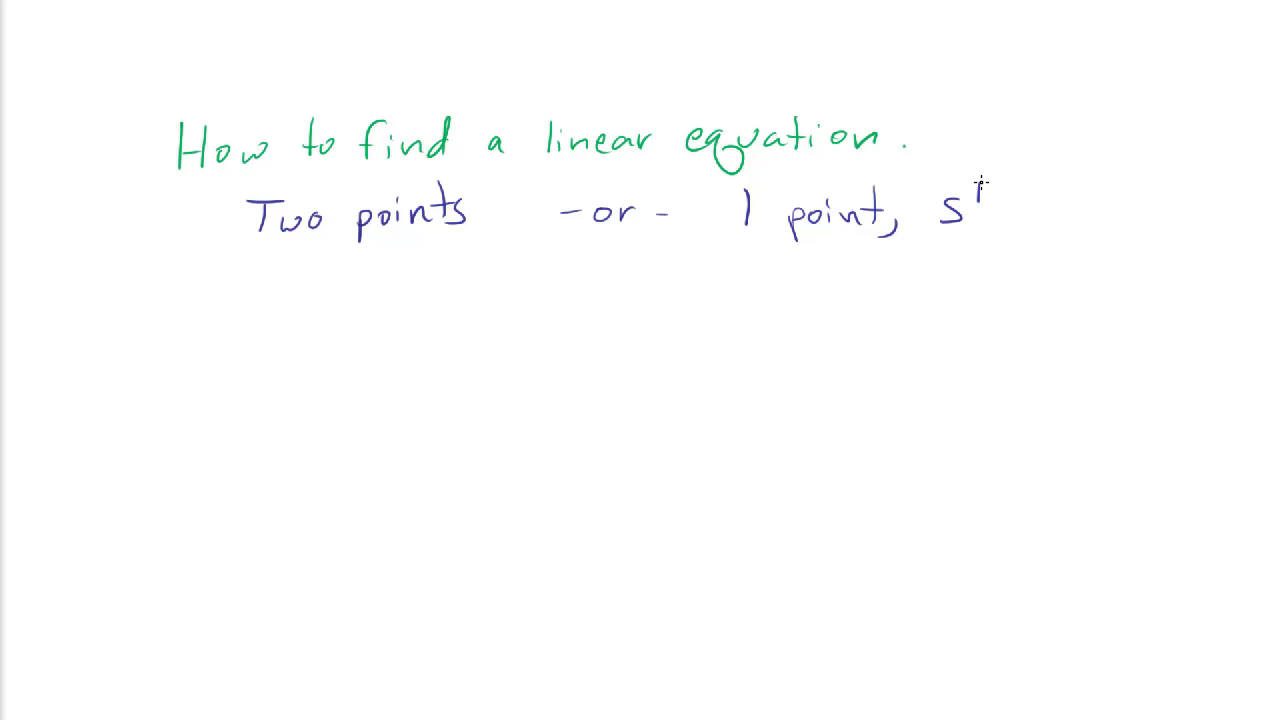 How to find a linear equation.
Two points -or- 1 point, s